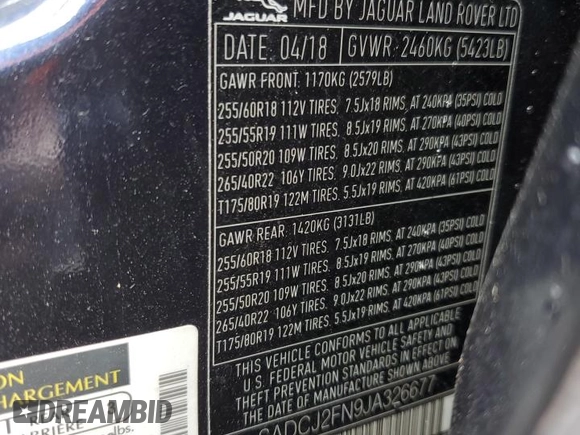 JAGUAR
MFD BY JAGUAR LAND ROVER LTD
DATE: 04/18 GVWR: 2460KG (5423LB)
GAWR FRONT: 1170KG (2579LB)
255/60R18 112V TIRES, 7.5Jx18 RIMS, AT 240KPA (35PSI) COLD
255/55R19 111W TIRES, 8.5Jx19 RIMS, AT 270KPA (40PSI) COLD
255/50R20 109W TIRES, 8.5Jx20 RIMS, AT 290KPA (43PSI) COLD
265/40R22 106Y TIRES, 9.0Jx22 RIMS, AT 290KPA (43PSI) COLD
T175/80R19 122M TIRES, 5.5Jx19 RIMS, AT 420KPA (61PSI) COLD
GAWR REAR: 1420KG (3131LB)
255/60R18 112V TIRES, 7.5Jx18 RIMS, AT 240KPA (35PSI) COLD
255/55R19 111W TIRES, 8.5Jx19 RIMS, AT 270KPA (40PSI) COLD
255/50R20 109W TIRES, 8.5Jx20 RIMS, AT 290KPA (43PSI) COLD
265/40R22 106Y TIRES, 9.0Jx22 RIMS, AT 290KPA (43PSI) COLD
T175/80R19 122M TIRES, 5.5Jx19 RIMS, AT 420KPA (61PSI) COLD
THIS VEHICLE CONFORMS TO ALL APPLICABLE
U.S. FEDERAL MOTOR VEHICLE SAFETY
THEFT PREVENTION STANDARDS IN EFFECT ON
THE DATE OF MANUFACTURE SHOWN ABOVE
SADCJ2FN9JA326677
ON
CHARGEMENT
ARRIÈRE
lbs.
DREAMBID